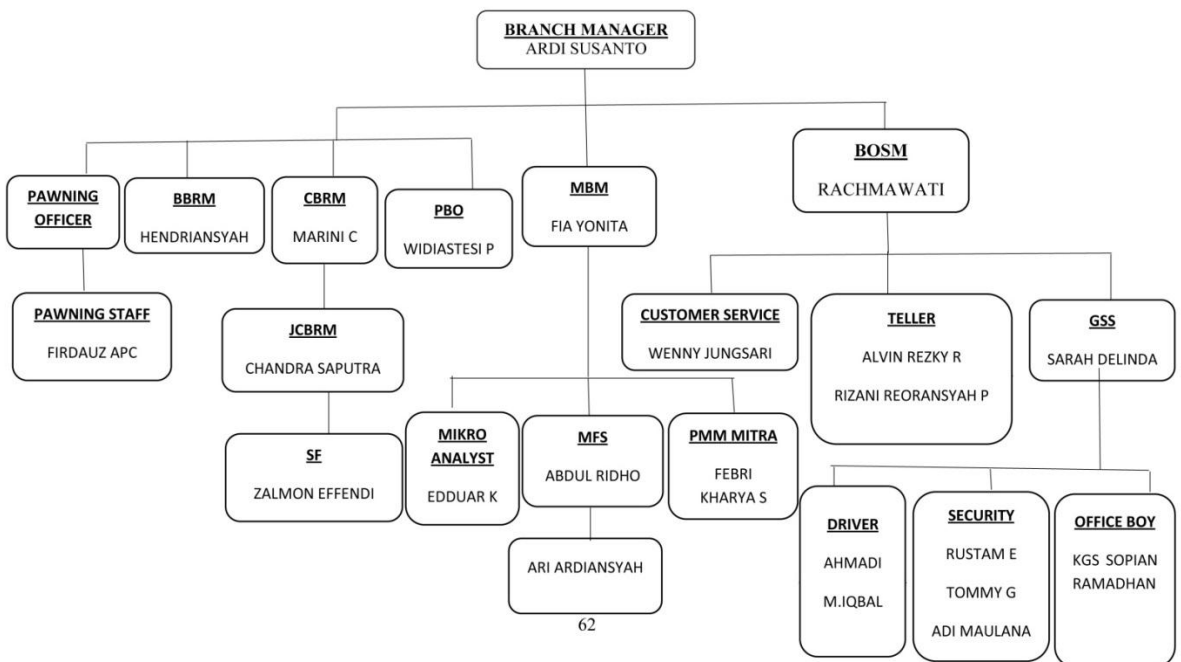 BRANCH MANAGER
ARDI SUSANTO
BOSM
RACHMAWATI
PAWNING
OFFICER
BBRM
HENDRIANSYAH
CBRM
MARINI C
PBO
WIDIASTESI P
MBM
FIA YONITA
PAWNING STAFF
FIRDAUZ APC
JCBRM
CHANDRA SAPUTRA
CUSTOMER SERVICE
WENNY JUNGSARI
TELLER
ALVIN REZKY R
RIZANI REORANSYAH P
GSS
SARAH DELINDA
SF
ZALMON EFFENDI
MIKRO
ANALYST
EDDUAR K
MFS
ABDUL RIDHO
PMM MITRA
FEBRI
KHARYA S
ARI ARDIANSYAH
DRIVER
AHMADI
M.IQBAL
SECURITY
RUSTAM E
TOMMY G
ADI MAULANA
OFFICE BOY
KGS SOPIAN
RAMADHAN
62